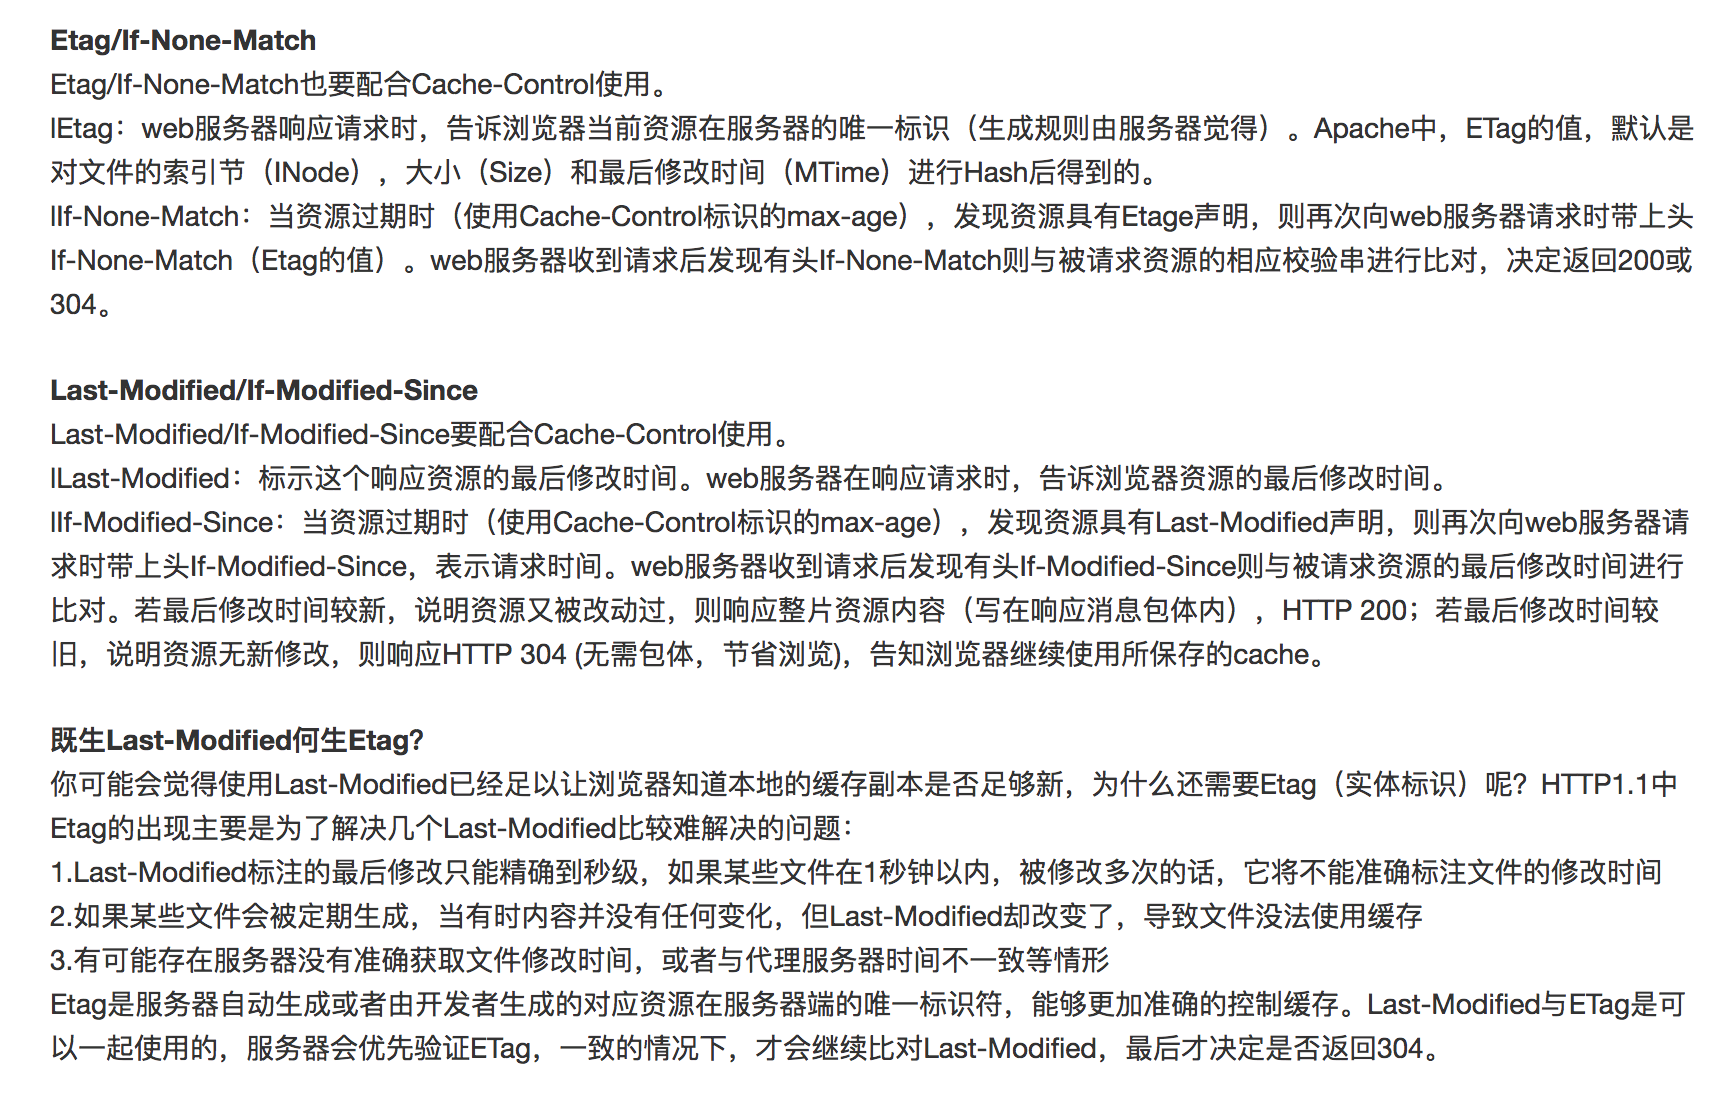 Etag/If-None-Match
Etag/If-None-Match也要配合Cache-Control使用。
lEtag：web服务器响应请求时，告诉浏览器当前资源在服务器的唯一标识（生成规则由服务器觉得）。Apache中，ETag的值，默认是
对文件的索引节（INode），大小（Size）和最后修改时间（MTime）进行Hash后得到的。
lIf-None-Match：当资源过期时（使用Cache-Control标识的max-age），发现资源具有Etage声明，则再次向web服务器请求时带上头
If-None-Match（Etag的值）。web服务器收到请求后发现有头If-None-Match则与被请求资源的相应校验串进行比对，决定返回200或
304。
Last-Modified/If-Modified-Since
Last-Modified/If-Modified-Since要配合Cache-Control使用。
lLast-Modified：标示这个响应资源的最后修改时间。web服务器在响应请求时，告诉浏览器资源的最后修改时间。
lIf-Modified-Since：当资源过期时（使用Cache-Control标识的max-age），发现资源具有Last-Modified声明，则再次向web服务器请
求时带上头If-Modified-Since，表示请求时间。web服务器收到请求后发现有头If-Modified-Since则与被请求资源的最后修改时间进行
比对。若最后修改时间较新，说明资源又被改动过，则响应整片资源内容（写在响应消息包体内），HTTP 200；若最后修改时间较
旧，说明资源无新修改，则响应HTTP 304 (无需包体，节省浏览)，告知浏览器继续使用所保存的cache。
既生Last-Modified何生Etag?
你可能会觉得使用Last-Modified已经足以让浏览器知道本地的缓存副本是否足够新，为什么还需要Etag（实体标识）呢？HTTP1.1中
Etag的出现主要是为了解决几个Last-Modified比较难解决的问题：
1.Last-Modified标注的最后修改只能精确到秒级，如果某些文件在1秒钟以内，被修改多次的话，它将不能准确标注文件的修改时间
2.如果某些文件会被定期生成，当有时内容并没有任何变化，但Last-Modified却改变了，导致文件没法使用缓存
3.有可能存在服务器没有准确获取文件修改时间，或者与代理服务器时间不一致等情形
Etag是服务器自动生成或者由开发者生成的对应资源在服务器端的唯一标识符，能够更加准确的控制缓存。Last-Modified与ETag是可
以一起使用的，服务器会优先验证ETag，一致的情况下，才会继续比对Last-Modified，最后才决定是否返回304。